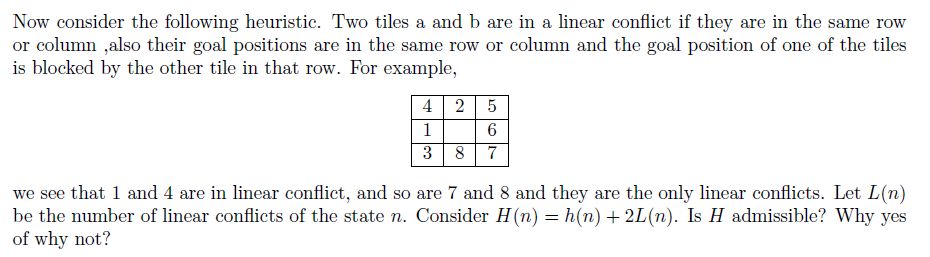 Now consider the following heuristic. Two tiles a and b are in a linear conflict if they are in the same row
or column ,also their goal positions are in the same row or column and the goal position of one of the tiles
is blocked by the other tile in that row. For example,
4 2 5
1 6
3 8 7
we see that 1 and 4 are in linear conflict, and so are 7 and 8 and they are the only linear conflicts. Let L(n)
be the number of linear conflicts of the state n. Consider H(n) = h(n) + 2L(n). Is H admissible? Why yes
of why not?